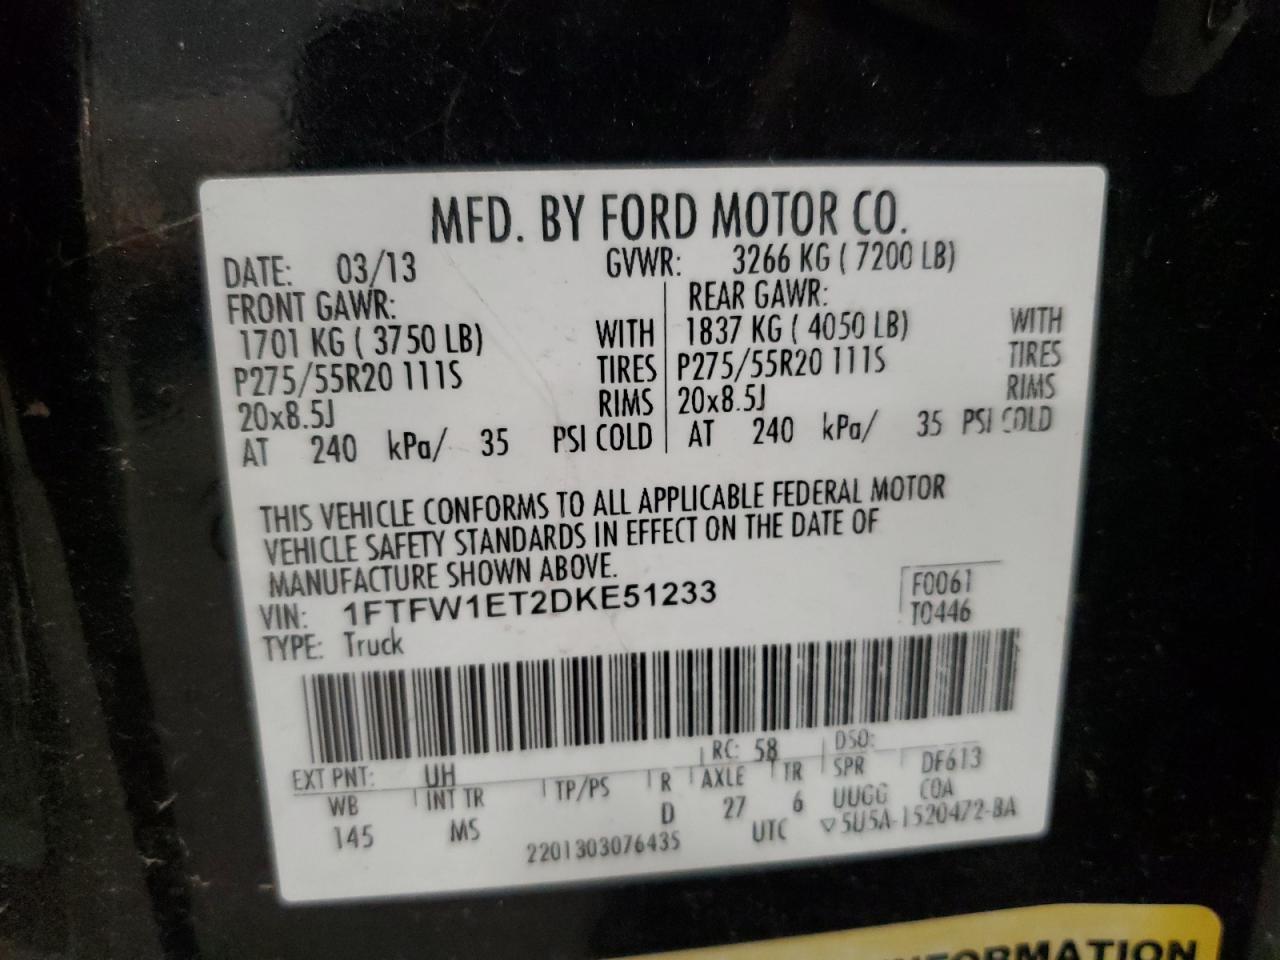 MFD. BY FORD MOTOR CO.
DATE: 03/13 GVWR: 3266 KG ( 7200 LB)
FRONT GAWR: REAR GAWR:
1701 KG ( 3750 LB) WITH 1837 KG ( 4050 LB) WITH
P275/55R20 111S TIRES P275/55R20 111S TIRES
20x8.5J RIMS 20x8.5J RIMS
AT 240 kPa/ 35 PSI COLD AT 240 kPa/ 35 PSI COLD
THIS VEHICLE CONFORMS TO ALL APPLICABLE FEDERAL MOTOR
VEHICLE SAFETY STANDARDS IN EFFECT ON THE DATE OF
MANUFACTURE SHOWN ABOVE.
VIN: 1FTFW1ET2DKE51233 F0061
TYPE: Truck T0446
EXT PNT: UH RC: 58 DSO:
WB INT TR TP/PS R AXLE TR SPR DF613
145 MS D 27 6 UUGG COA
2201303076435 UTC ▽5U5A-1520472-BA